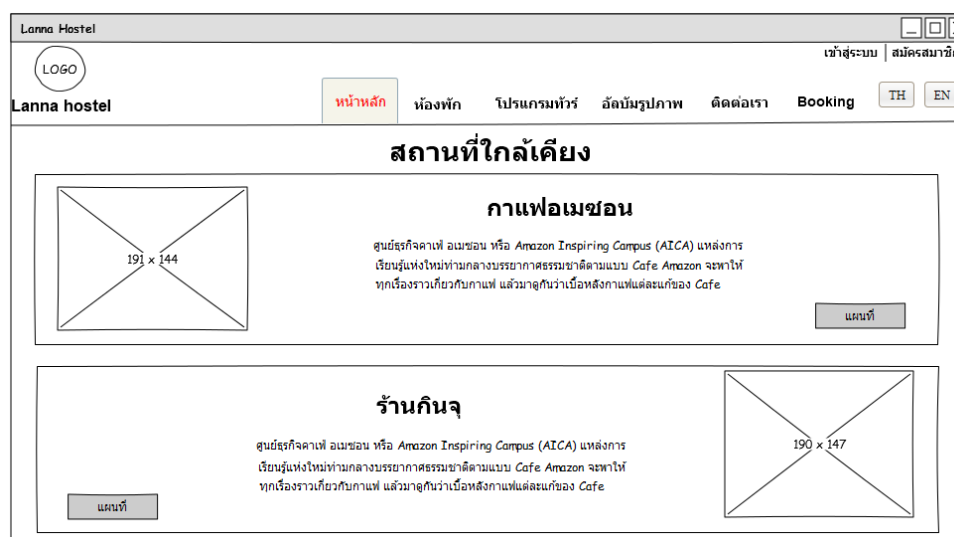 Lanna Hostel
เข้าสู่ระบบ | สมัครสมาชิก
LOGO
Lanna hostel
หน้าหลัก ห้องพัก โปรแกรมทัวร์ อัลบัมรูปภาพ ติดต่อเรา Booking TH EN
สถานที่ใกล้เคียง
191 x 144
กาแฟอเมซอน
ศูนย์ธุรกิจคาเฟ่ อเมซอน หรือ Amazon Inspiring Campus (AICA) แหล่งการ
เรียนรู้แห่งใหม่ท่ามกลางบรรยากาศธรรมชาติตามแบบ Cafe Amazon จะพาให้
ทุกเรื่องราวเกี่ยวกับกาแฟ แล้วมาดูกันว่าเบื้อหลังกาแฟแต่ละแก้ของ Cafe
แผนที่
ร้านกินจุ
ศูนย์ธุรกิจคาเฟ่ อเมซอน หรือ Amazon Inspiring Campus (AICA) แหล่งการ
เรียนรู้แห่งใหม่ท่ามกลางบรรยากาศธรรมชาติตามแบบ Cafe Amazon จะพาให้
ทุกเรื่องราวเกี่ยวกับกาแฟ แล้วมาดูกันว่าเบื้อหลังกาแฟแต่ละแก้ของ Cafe
แผนที่
190 x 147